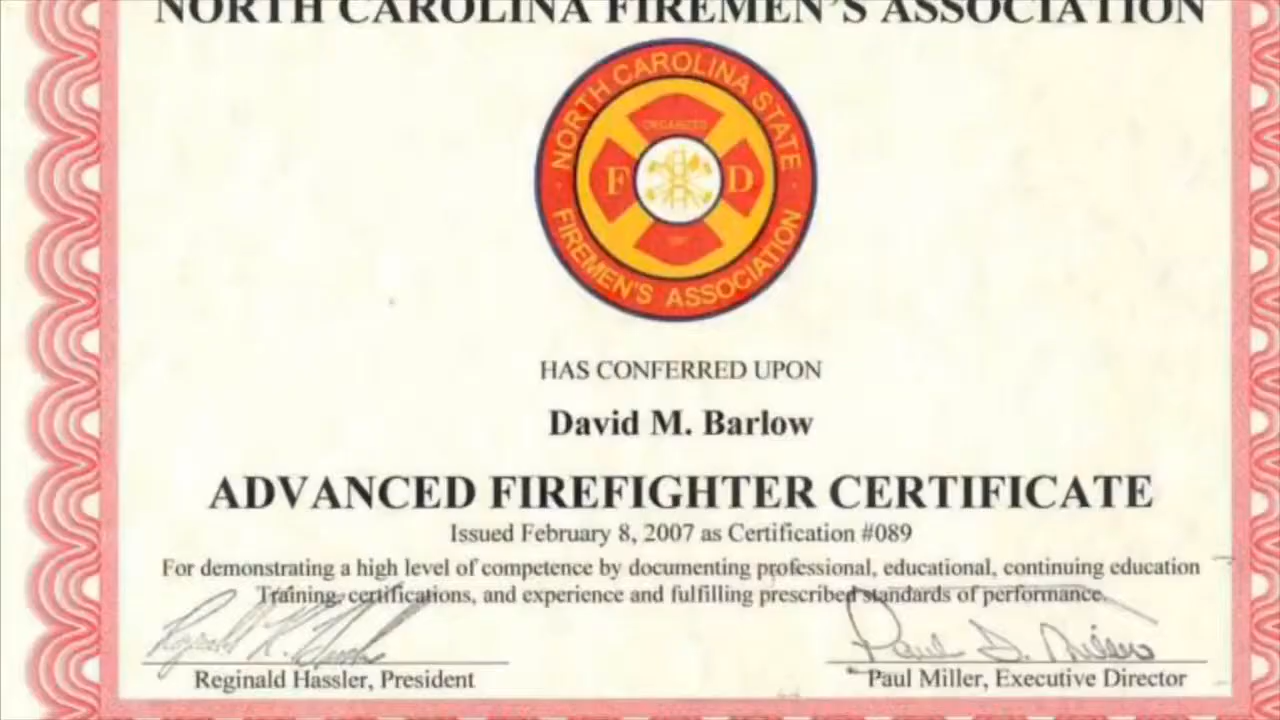 NORTH CAROLINA FIREMEN'S ASSOCIATION
NORTH CAROLINA STATE
ORGANIZED
F D
FIREMEN'S ASSOCIATION
HAS CONFERRED UPON
David M. Barlow
ADVANCED FIREFIGHTER CERTIFICATE
Issued February 8, 2007 as Certification #089
For demonstrating a high level of competence by documenting professional, educational, continuing education
Training, certifications, and experience and fulfilling prescribed standards of performance.
Reginald Hassler, President
Paul Miller, Executive Director